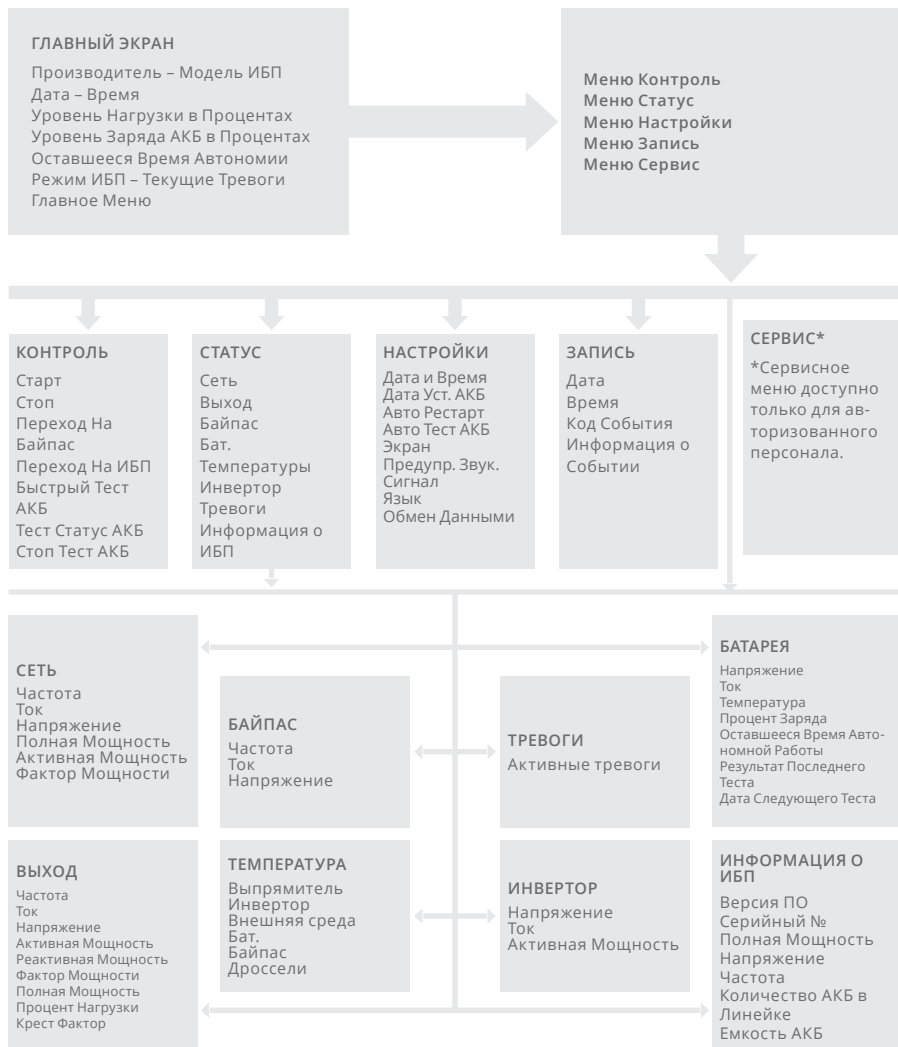 ГЛАВНЫЙ ЭКРАН
Производитель – Модель ИБП
Дата – Время
Уровень Нагрузки в Процентах
Уровень Заряда АКБ в Процентах
Оставшееся Время Автономии
Режим ИБП – Текущие Тревоги
Главное Меню
Меню Контроль
Меню Статус
Меню Настройки
Меню Запись
Меню Сервис
КОНТРОЛЬ
Старт
Стоп
Переход На
Байпас
Переход На ИБП
Быстрый Тест
АКБ
Тест Статус АКБ
Стоп Тест АКБ
СТАТУС
Сеть
Выход
Байпас
Бат.
Температуры
Инвертор
Тревоги
Информация о
ИБП
НАСТРОЙКИ
Дата и Время
Дата Уст. АКБ
Авто Рестарт
Авто Тест АКБ
Экран
Предупр. Звук.
Сигнал
Язык
Обмен Данными
ЗАПИСЬ
Дата
Время
Код События
Информация о
Событии
СЕРВИС*
*Сервисное
меню доступно
только для ав-
торизованного
персонала.
СЕТЬ
Частота
Ток
Напряжение
Полная Мощность
Активная Мощность
Фактор Мощности
БАЙПАС
Частота
Ток
Напряжение
ТРЕВОГИ
Активные тревоги
БАТАРЕЯ
Напряжение
Ток
Температура
Процент Заряда
Оставшееся Время Авто-
номной Работы
Результат Последнего
Теста
Дата Следующего Теста
ВЫХОД
Частота
Ток
Напряжение
Активная Мощность
Реактивная Мощность
Фактор Мощности
Полная Мощность
Процент Нагрузки
Крест Фактор
ТЕМПЕРАТУРА
Выпрямитель
Инвертор
Внешняя среда
Бат.
Байпас
Дроссели
ИНВЕРТОР
Напряжение
Ток
Активная Мощность
ИНФОРМАЦИЯ О
ИБП
Версия ПО
Серийный №
Полная Мощность
Напряжение
Частота
Количество АКБ в
Линейке
Емкость АКБ